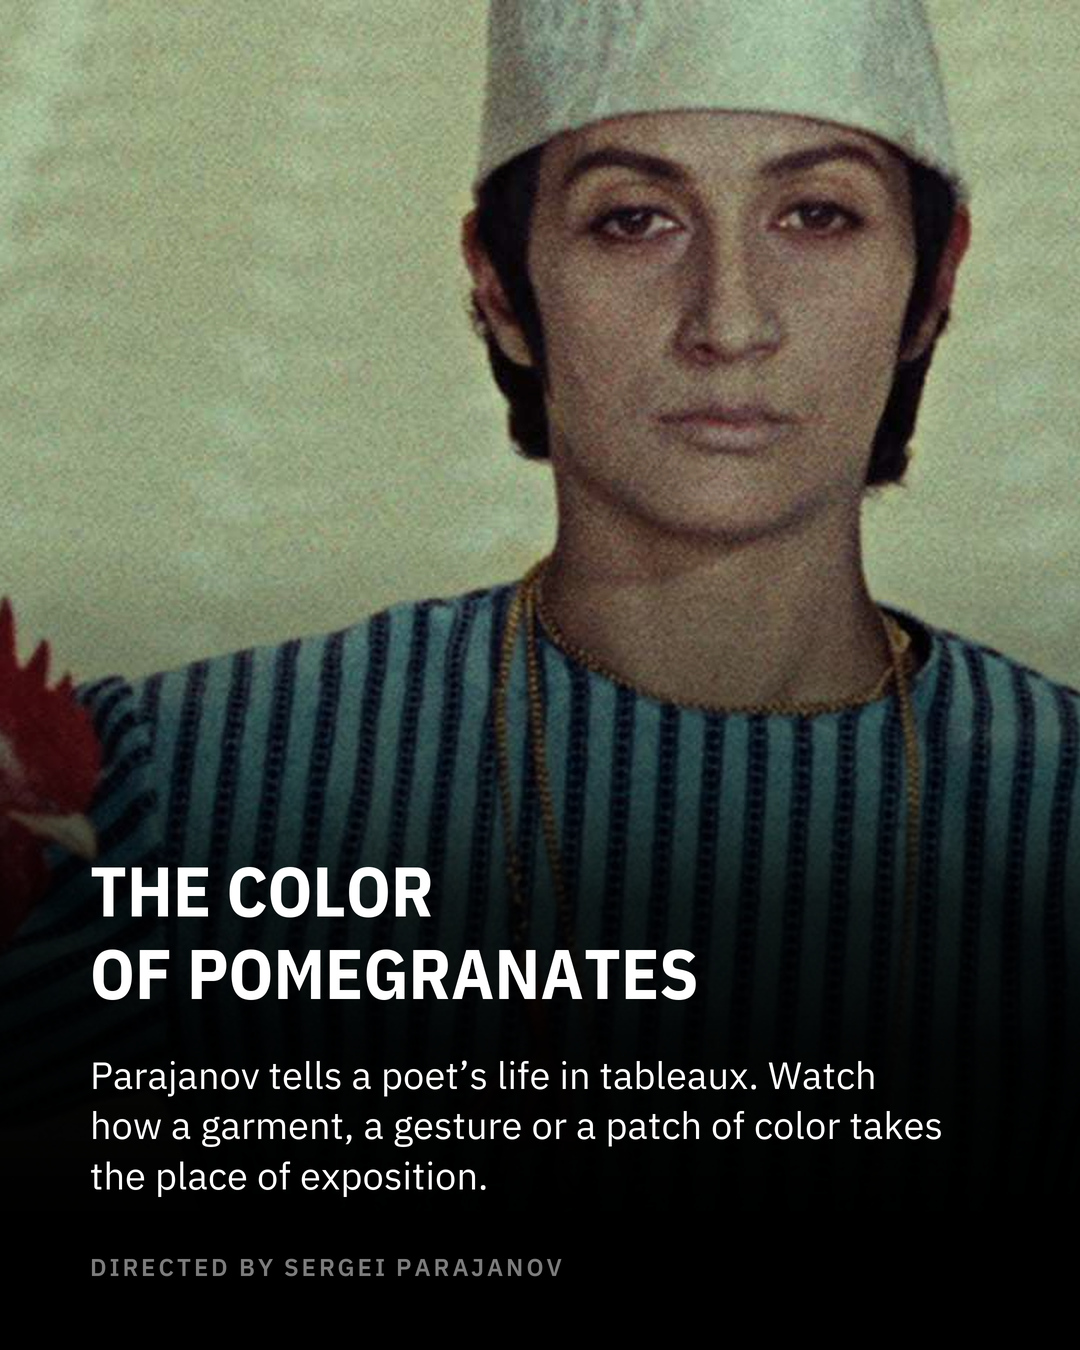 THE COLOR
OF POMEGRANATES
Parajanov tells a poet’s life in tableaux. Watch
how a garment, a gesture or a patch of color takes
the place of exposition.
DIRECTED BY SERGEI PARAJANOV